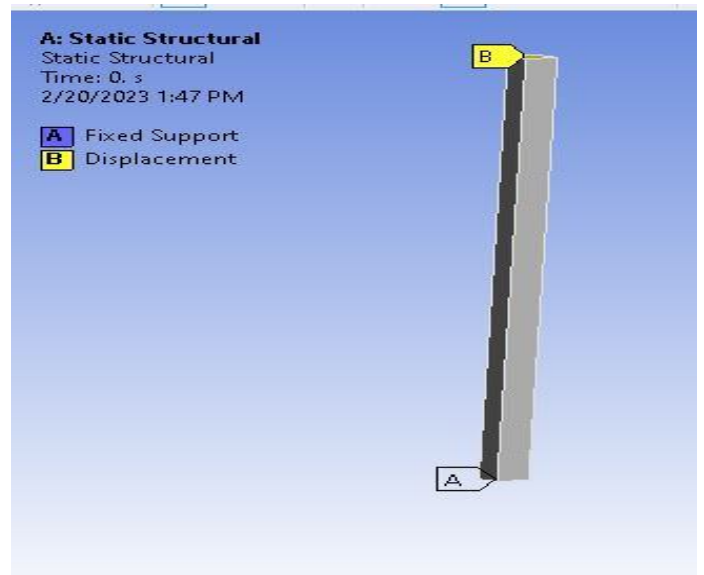 A: Static Structural
Static Structural
Time: 0. s
2/20/2023 1:47 PM
A Fixed Support
B Displacement
B
A